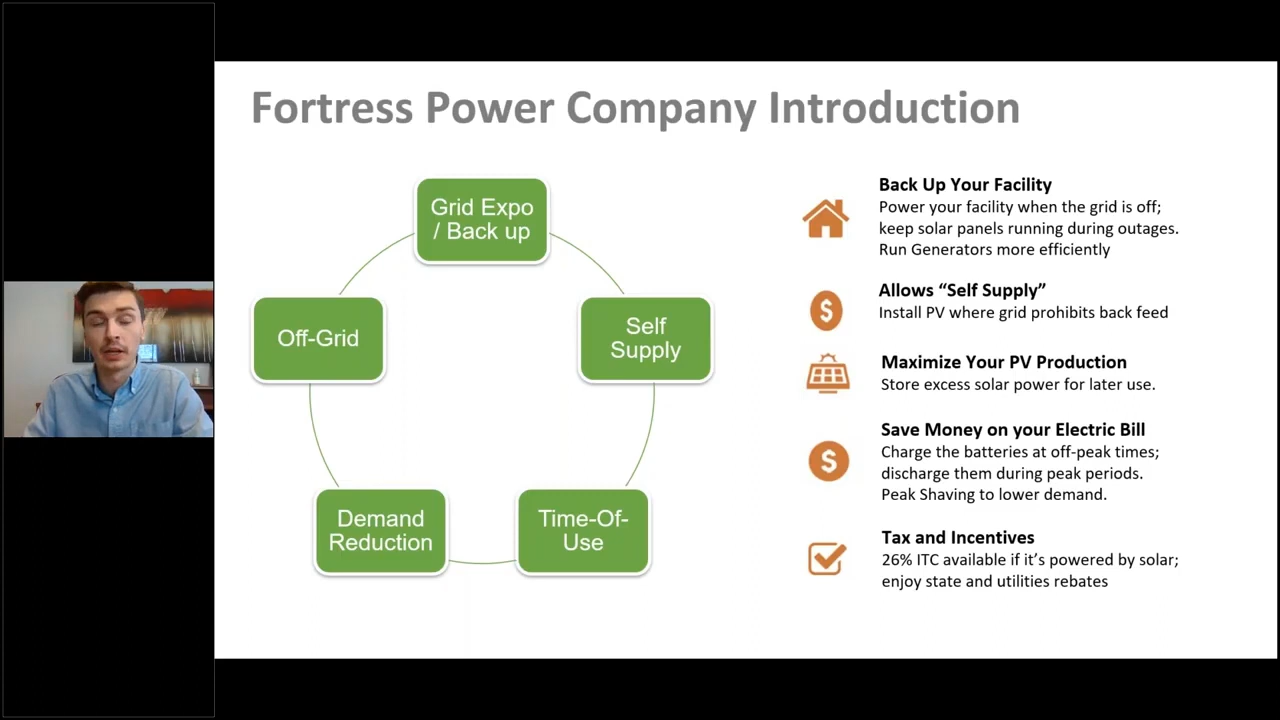 Fortress Power Company Introduction
Grid Expo
/ Back up
Self
Supply
Time-Of-
Use
Demand
Reduction
Off-Grid
Back Up Your Facility
Power your facility when the grid is off;
keep solar panels running during outages.
Run Generators more efficiently
Allows “Self Supply”
Install PV where grid prohibits back feed
Maximize Your PV Production
Store excess solar power for later use.
Save Money on your Electric Bill
Charge the batteries at off-peak times;
discharge them during peak periods.
Peak Shaving to lower demand.
Tax and Incentives
26% ITC available if it’s powered by solar;
enjoy state and utilities rebates